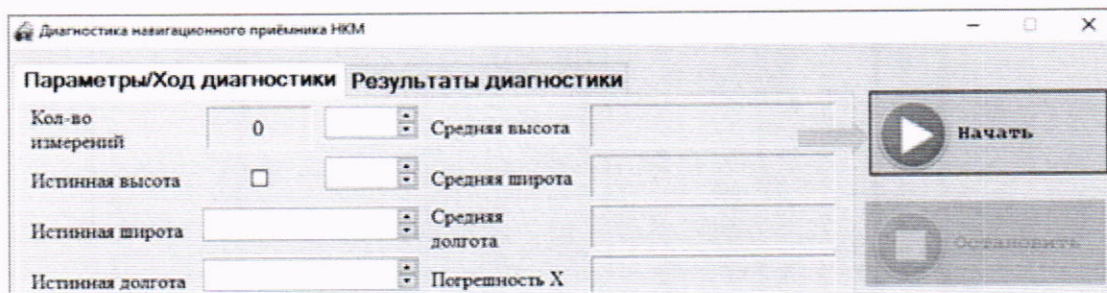 Диагностика навигационного приёмника НКМ
Параметры/Ход диагностики Результаты диагностики
Кол-во
измерений
0
Средняя высота
Начать
Истинная высота
Средняя широта
Истинная широта
Средняя
долгота
Остановить
Истинная долгота
Погрешность X